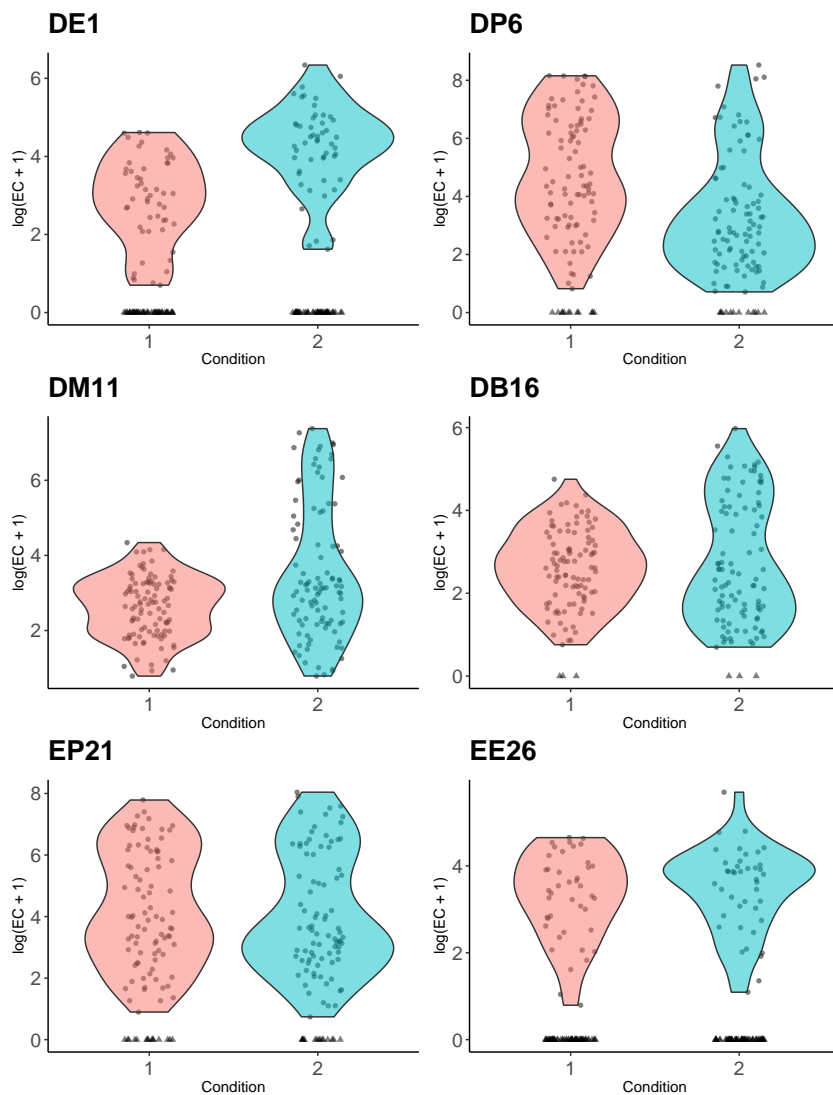 DE1
DP6
log(EC + 1)
6
4
2
0
1
2
Condition
log(EC + 1)
8
6
4
2
0
1
2
Condition
DM11
DB16
log(EC + 1)
6
4
2
1
2
Condition
log(EC + 1)
6
4
2
0
1
2
Condition
EP21
EE26
log(EC + 1)
8
6
4
2
0
1
2
Condition
log(EC + 1)
4
2
0
1
2
Condition